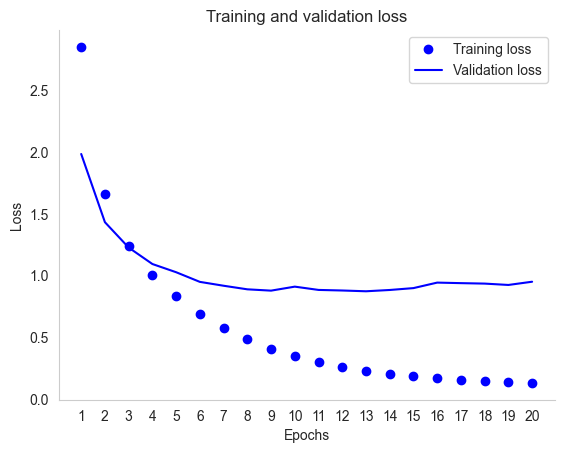 Training and validation loss
Training loss
Validation loss
Loss
2.5
2.0
1.5
1.0
0.5
0.0
1 2 3 4 5 6 7 8 9 10 11 12 13 14 15 16 17 18 19 20
Epochs